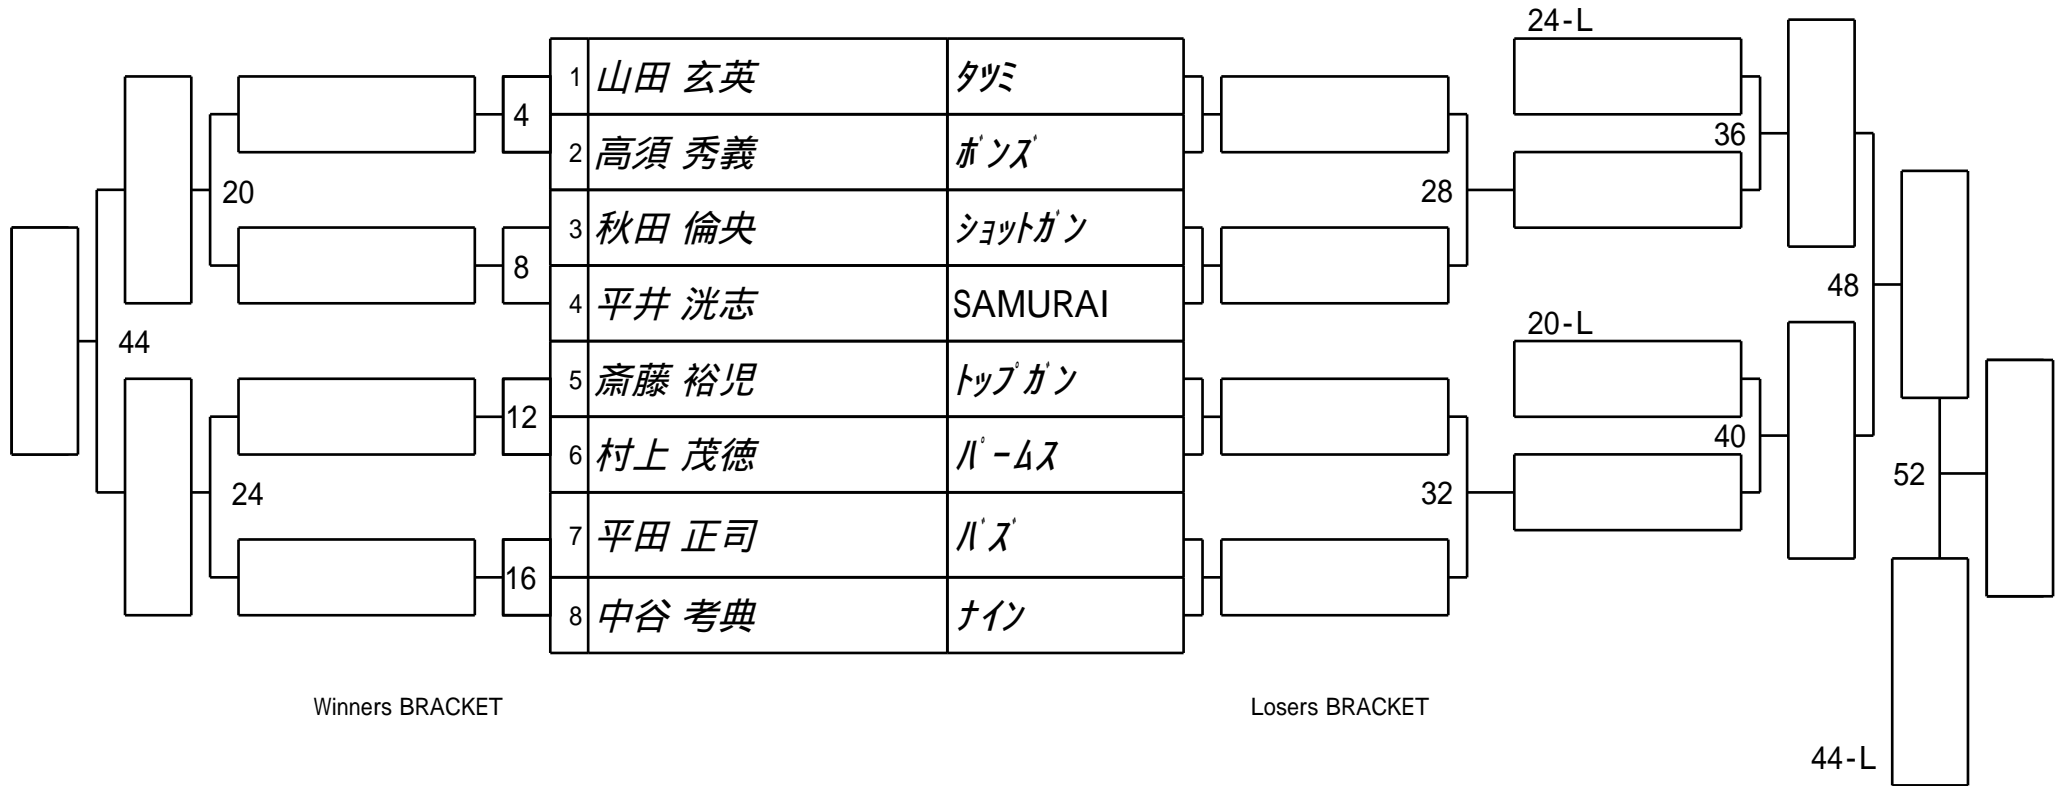 24-L
1 山田 玄英 ﾀﾂﾐ
4
2 高須 秀義 ﾎﾞﾝｽﾞ
36
20
28
3 秋田 倫央 ｼｮｯﾄｶﾞﾝ
8
4 平井 洸志 SAMURAI
48
20-L
44
5 斎藤 裕児 ﾄｯﾌﾟｶﾞﾝ
12
40
6 村上 茂徳 ﾊﾟｰﾑｽ
52
24
32
7 平田 正司 ﾊﾞｽﾞ
16
8 中谷 考典 ﾅｲﾝ
Winners BRACKET
Losers BRACKET
44-L